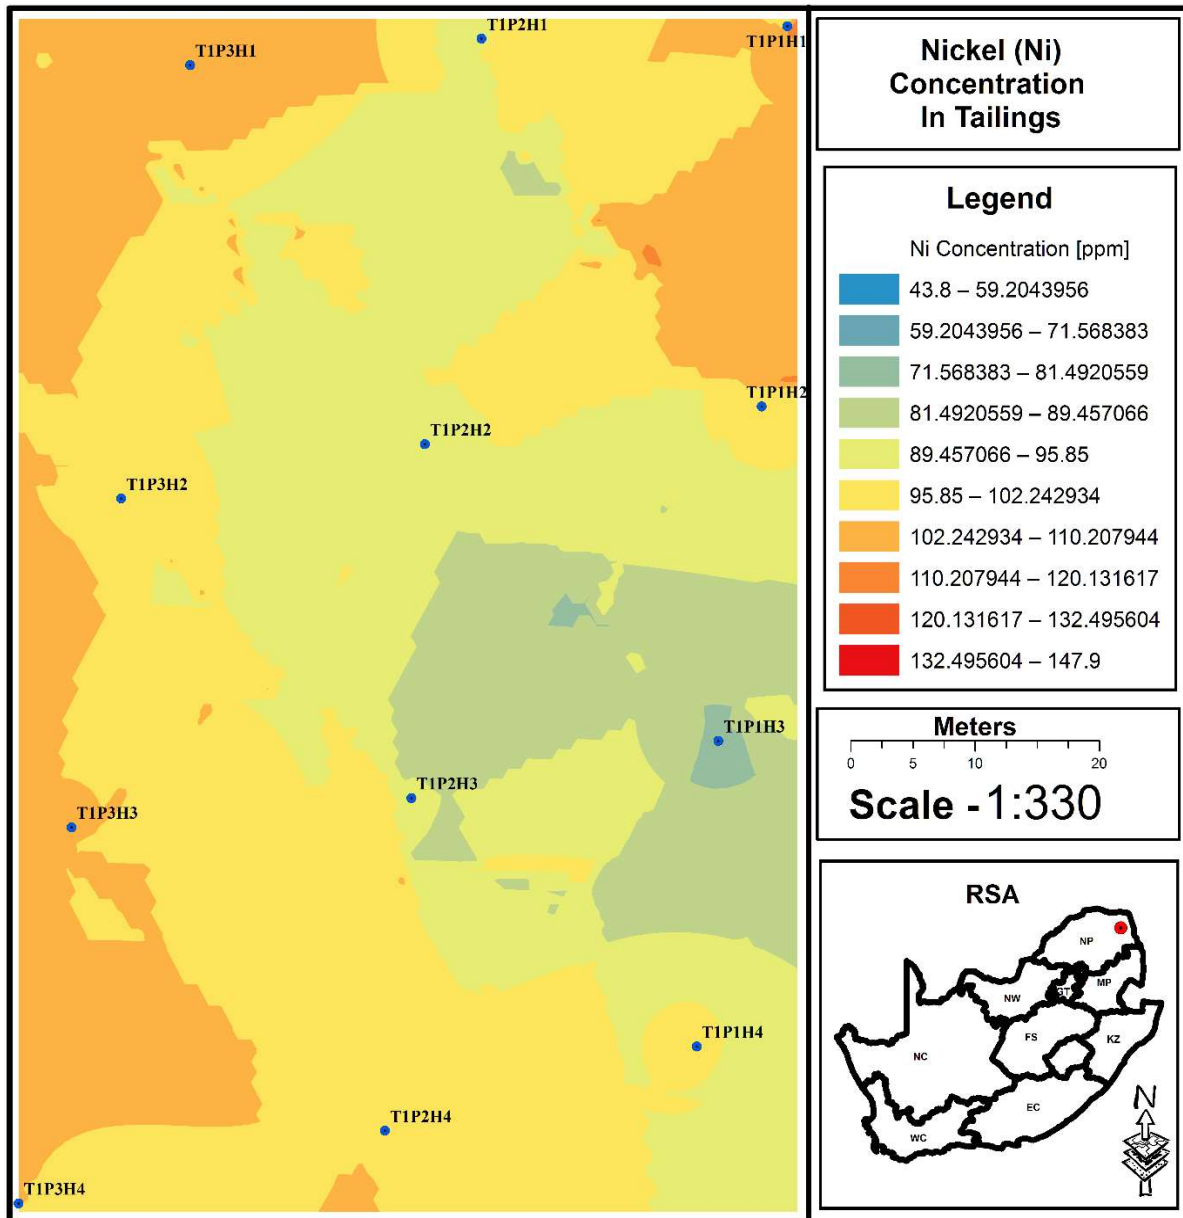 T1P3H1
T1P2H1
T1P1H1
T1P1H2
T1P2H2
T1P3H2
T1P1H3
T1P2H3
T1P3H3
T1P1H4
T1P2H4
T1P3H4
Nickel (Ni)
Concentration
In Tailings
Legend
Ni Concentration [ppm]
43.8 – 59.2043956
59.2043956 – 71.568383
71.568383 – 81.4920559
81.4920559 – 89.457066
89.457066 – 95.85
95.85 – 102.242934
102.242934 – 110.207944
110.207944 – 120.131617
120.131617 – 132.495604
132.495604 – 147.9
Meters
0 5 10 20
Scale - 1:330
RSA
NP
MP
NW
GT
FS
KZ
NC
EC
WC
N